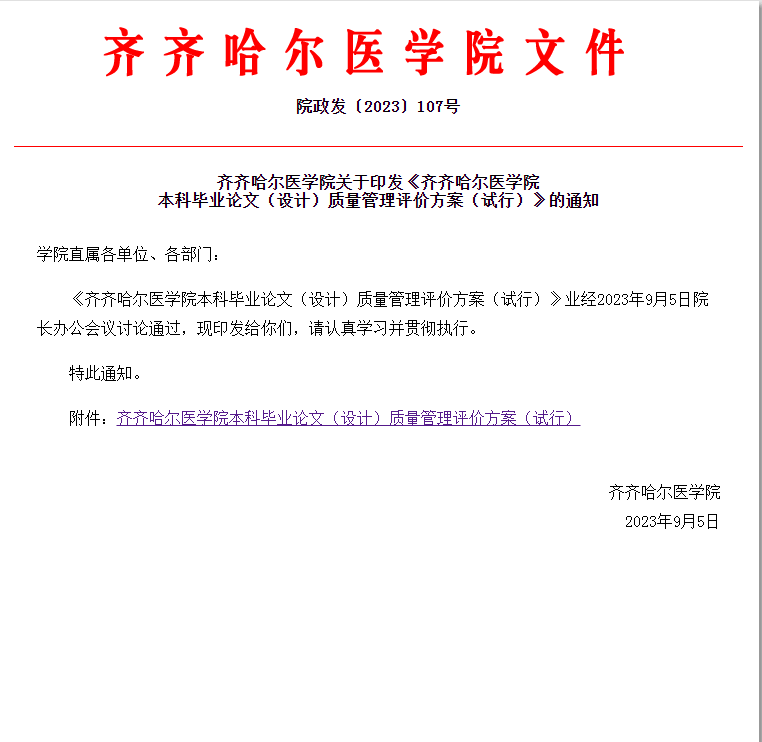 齐齐哈尔医学院文件
院政发〔2023〕107号
齐齐哈尔医学院关于印发《齐齐哈尔医学院
本科毕业论文（设计）质量管理评价方案（试行）》的通知
学院直属各单位、各部门：
《齐齐哈尔医学院本科毕业论文（设计）质量管理评价方案（试行）》业经2023年9月5日院
长办公会议讨论通过，现印发给你们，请认真学习并贯彻执行。
特此通知。
附件：齐齐哈尔医学院本科毕业论文（设计）质量管理评价方案（试行）
齐齐哈尔医学院
2023年9月5日